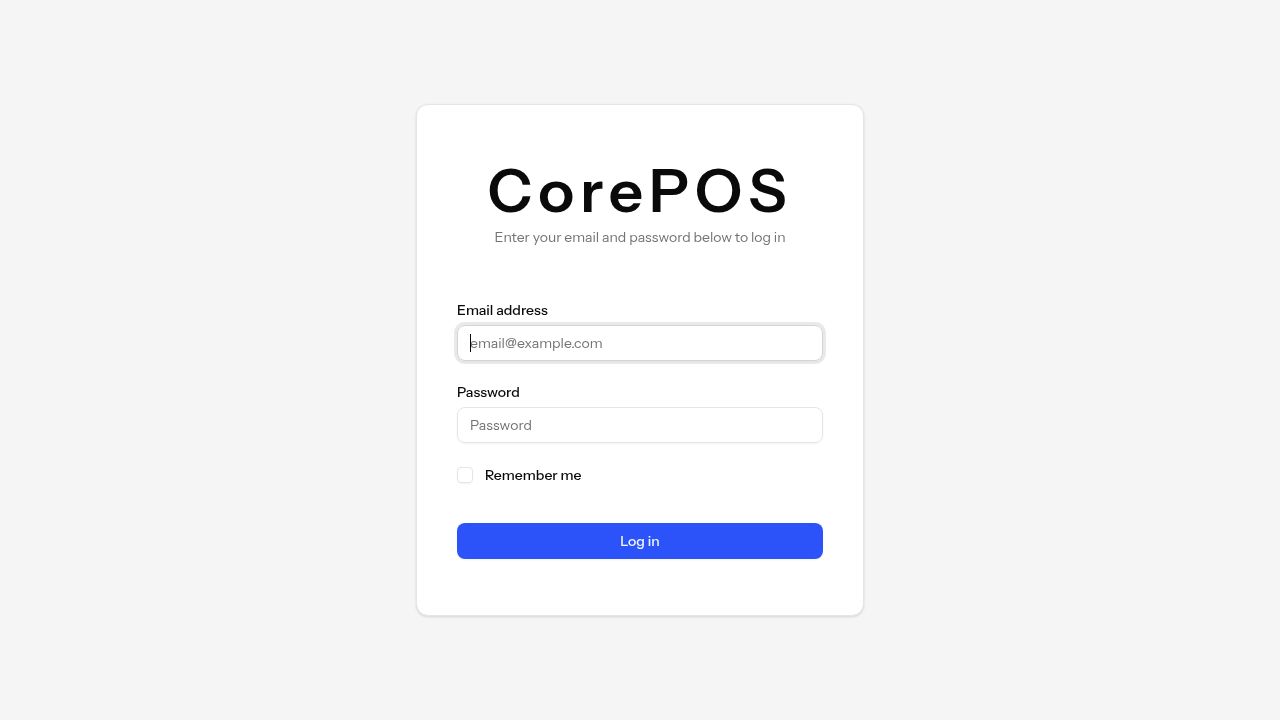 CorePOS
Enter your email and password below to log in
Email address
email@example.com
Password
Password
Remember me
Log in